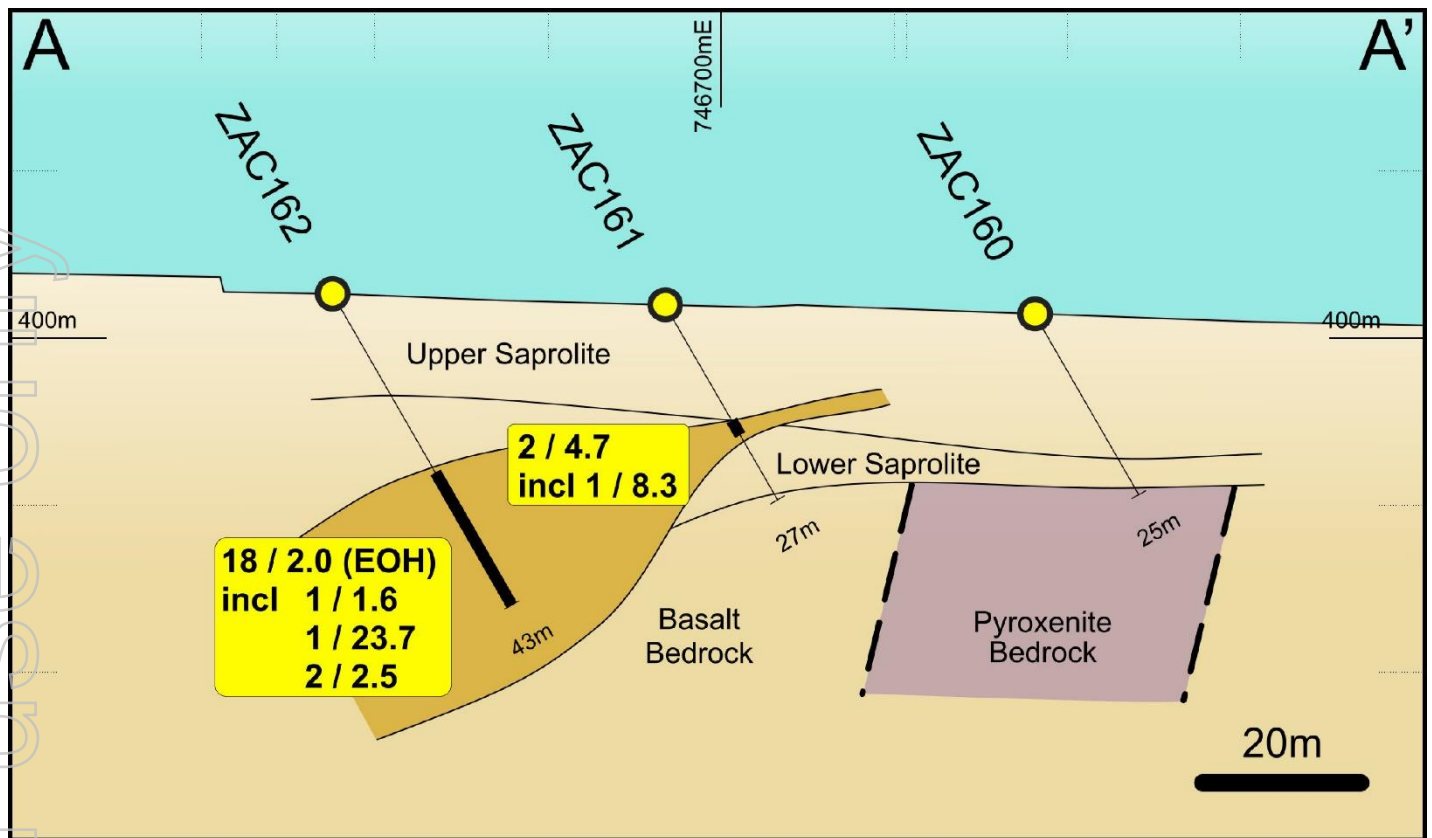 A
A’
746700mE
ZAC162
ZAC161
ZAC160
400m
400m
Upper Saprolite
2 / 4.7
incl 1 / 8.3
Lower Saprolite
27m
25m
18 / 2.0 (EOH)
incl 1 / 1.6
1 / 23.7
2 / 2.5
43m
Basalt
Bedrock
Pyroxenite
Bedrock
20m